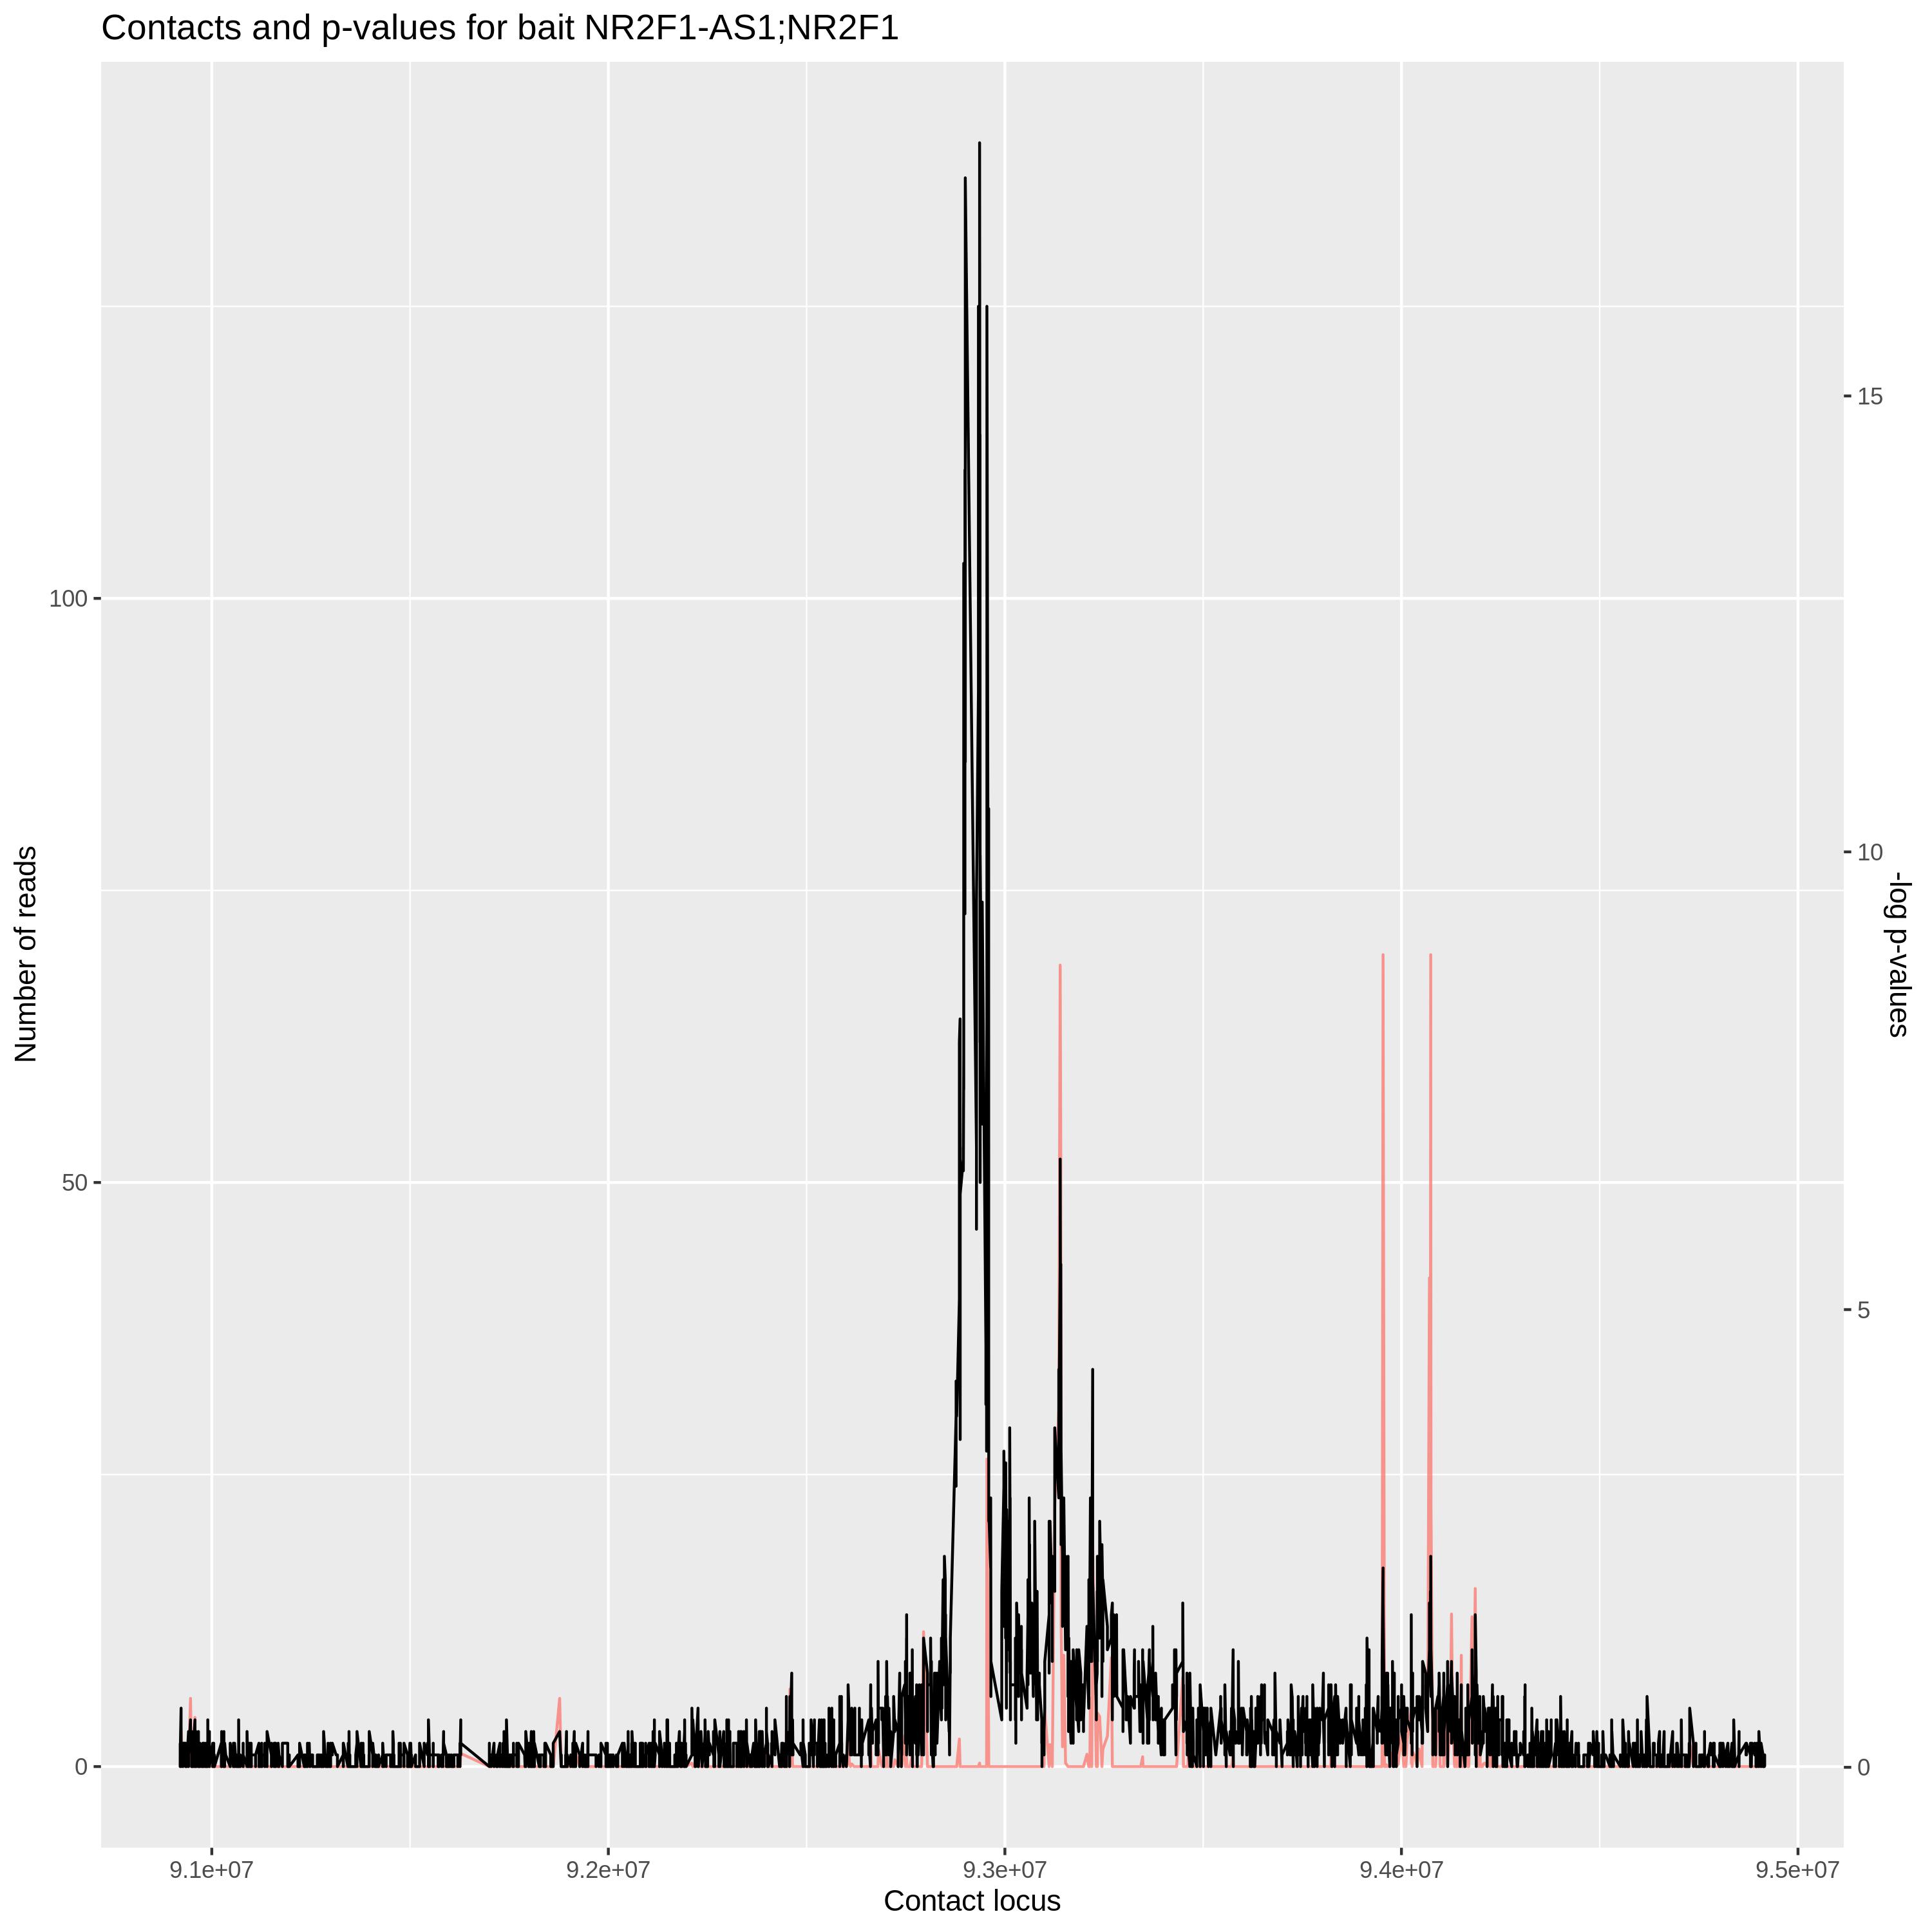 Contacts and p-values for bait NR2F1-AS1;NR2F1
Number of reads
100
50
0
15
10
5
0
-log p-values
9.1e+07
9.2e+07
9.3e+07
9.4e+07
9.5e+07
Contact locus